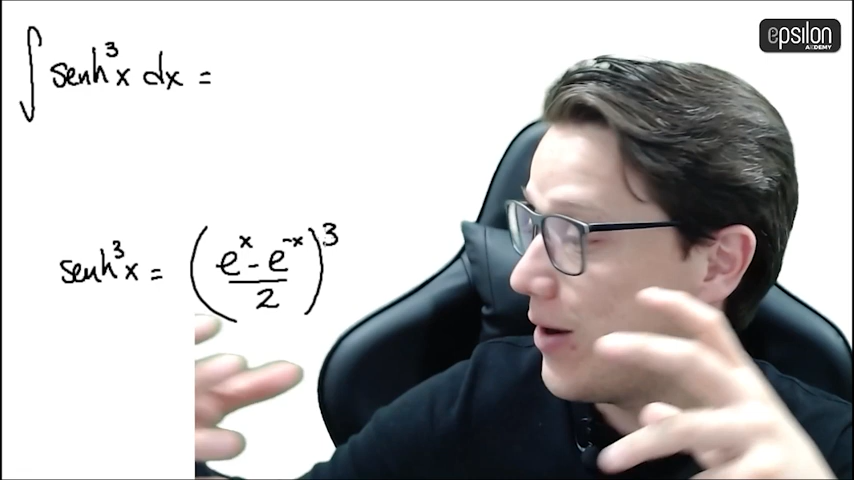 epsilon
ACADEMY
∫ senh³x dx =
senh³x = ( (eˣ - e⁻ˣ) / 2 )³